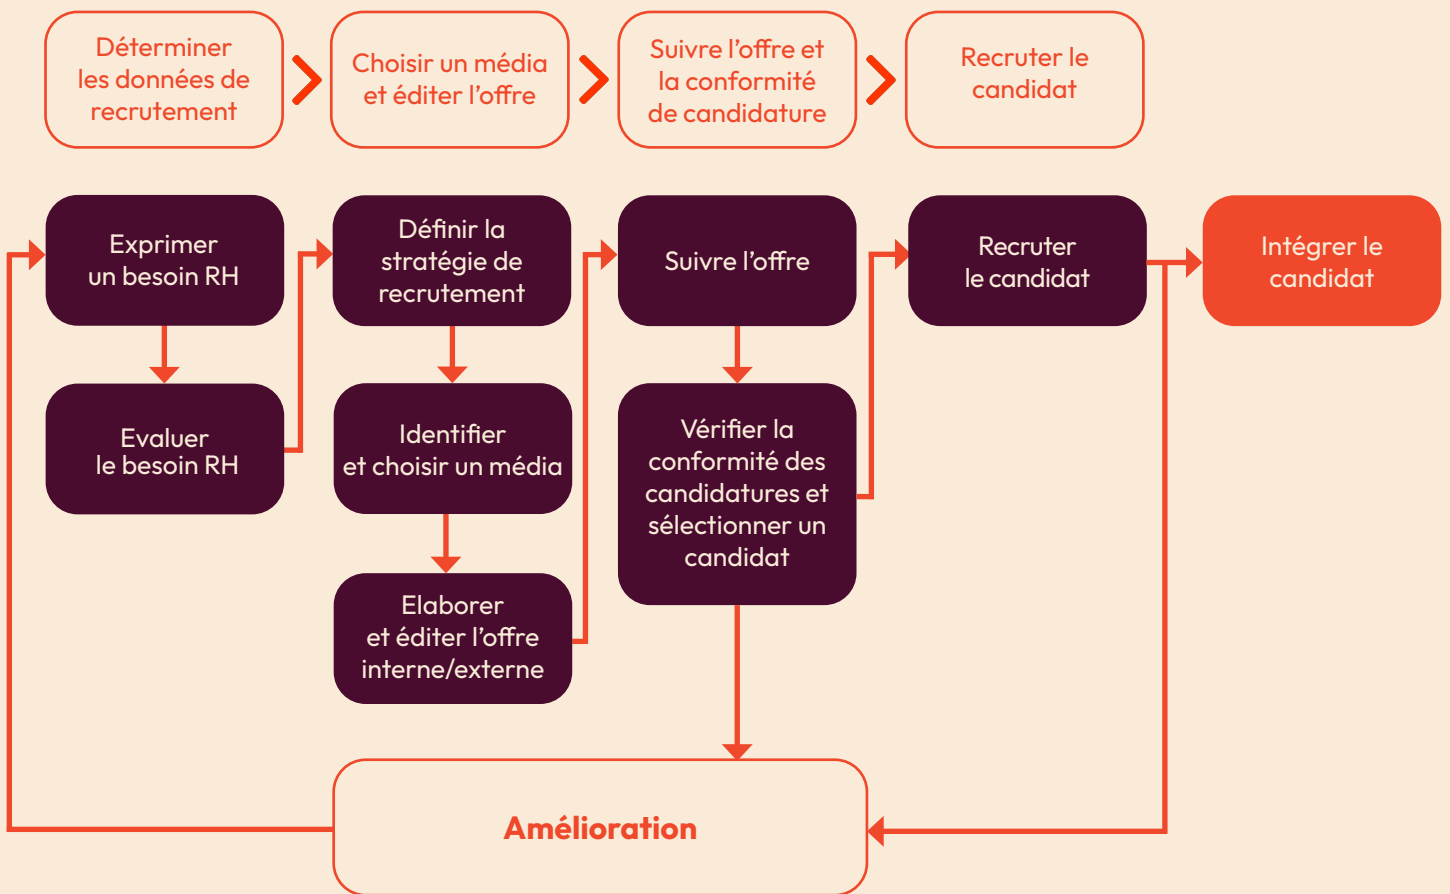 Déterminer
les données de
recrutement
Choisir un média
et éditer l'offre
Suivre l'offre et
la conformité
de candidature
Recruter le
candidat
Exprimer
un besoin RH
Définir la
stratégie de
recrutement
Suivre l'offre
Recruter
le candidat
Intégrer le
candidat
Evaluer
le besoin RH
Identifier
et choisir un média
Vérifier la
conformité des
candidatures et
sélectionner un
candidat
Elaborer
et éditer l'offre
interne/externe
Amélioration